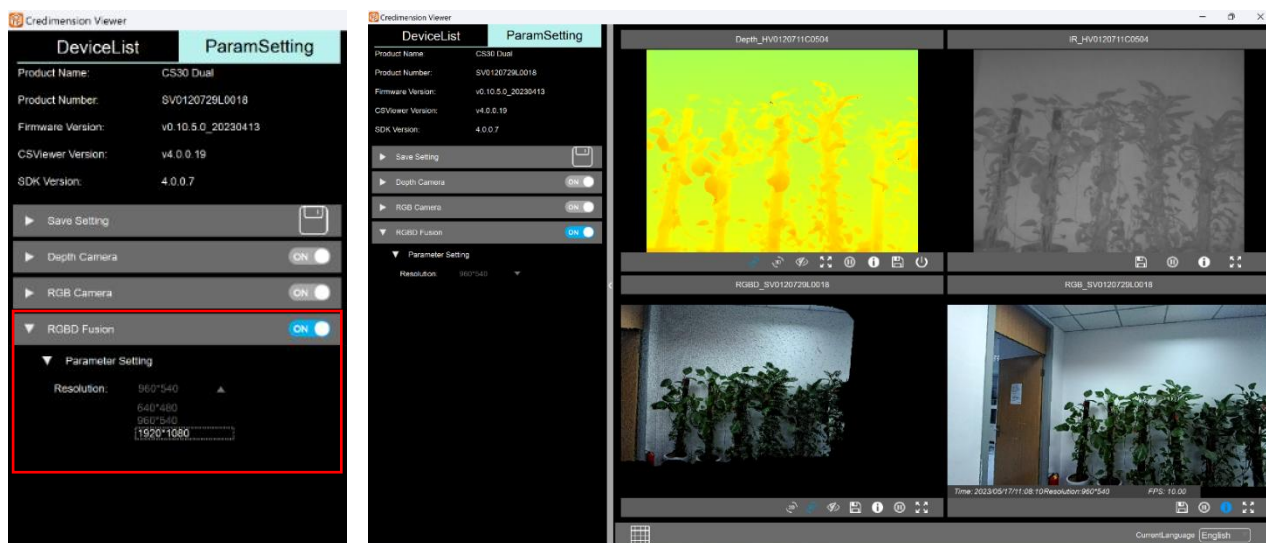 Credimension Viewer
DeviceList ParamSetting
Product Name: CS30 Dual
Product Number: SV0120729L0018
Firmware Version: v0.10.5.0_20230413
CSViewer Version: v4.0.0.19
SDK Version: 4.0.0.7
Save Setting
Depth Camera ON
RGB Camera ON
RGBD Fusion ON
Parameter Setting
Resolution: 960*540
640*480
960*540
1920*1080
Credimension Viewer
DeviceList ParamSetting
Product Name: CS30 Dual
Product Number: SV0120729L0018
Firmware Version: v0.10.5.0_20230413
CSViewer Version: v4.0.0.19
SDK Version: 4.0.0.7
Save Setting
Depth Camera ON
RGB Camera ON
RGBD Fusion ON
Parameter Setting
Resolution: 960*540
Depth_HV0120711C0504
IR_HV0120711C0504
RGBD_SV0120729L0018
RGB_SV0120729L0018
Time: 2023/05/17/11:08:10Resolution:960*540 FPS: 10.00
CurrentLanguage English